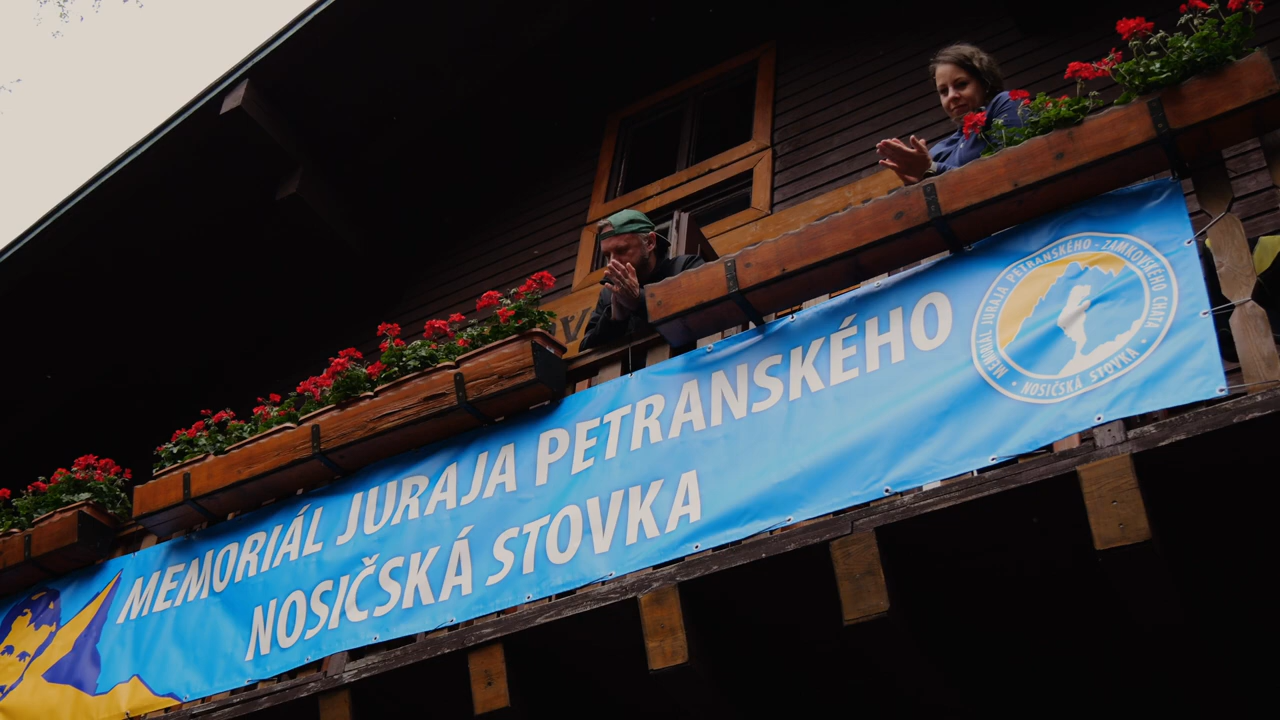 MEMORIÁL JURAJA PETRANSKÉHO
NOSIČSKÁ STOVKA
MEMORIÁL JURAJA PETRANSKÉHO - ZAMKOVSKÉHO CHATA
• NOSIČSKÁ STOVKA •